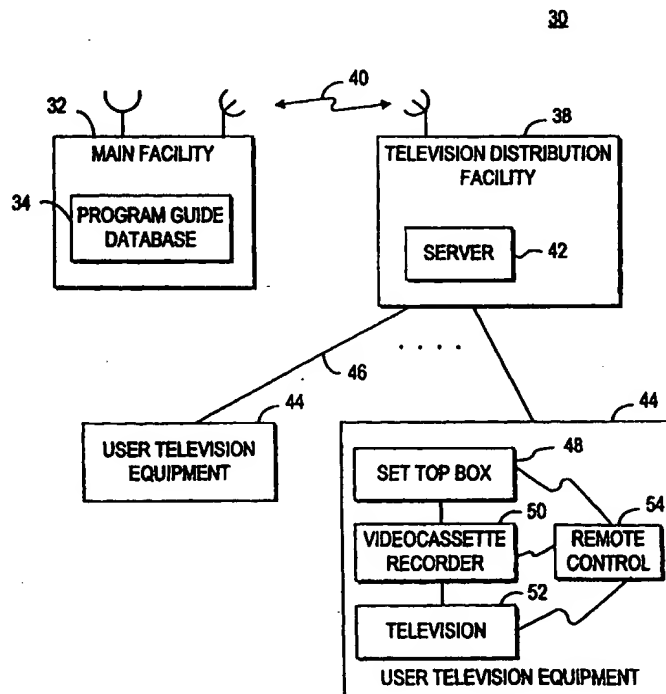 30
40
32
38
MAIN FACILITY
TELEVISION DISTRIBUTION
FACILITY
34
PROGRAM GUIDE
DATABASE
SERVER
42
46
44
44
USER TELEVISION
EQUIPMENT
SET TOP BOX
48
50
54
VIDEOCASSETTE
RECORDER
REMOTE
CONTROL
52
TELEVISION
USER TELEVISION EQUIPMENT